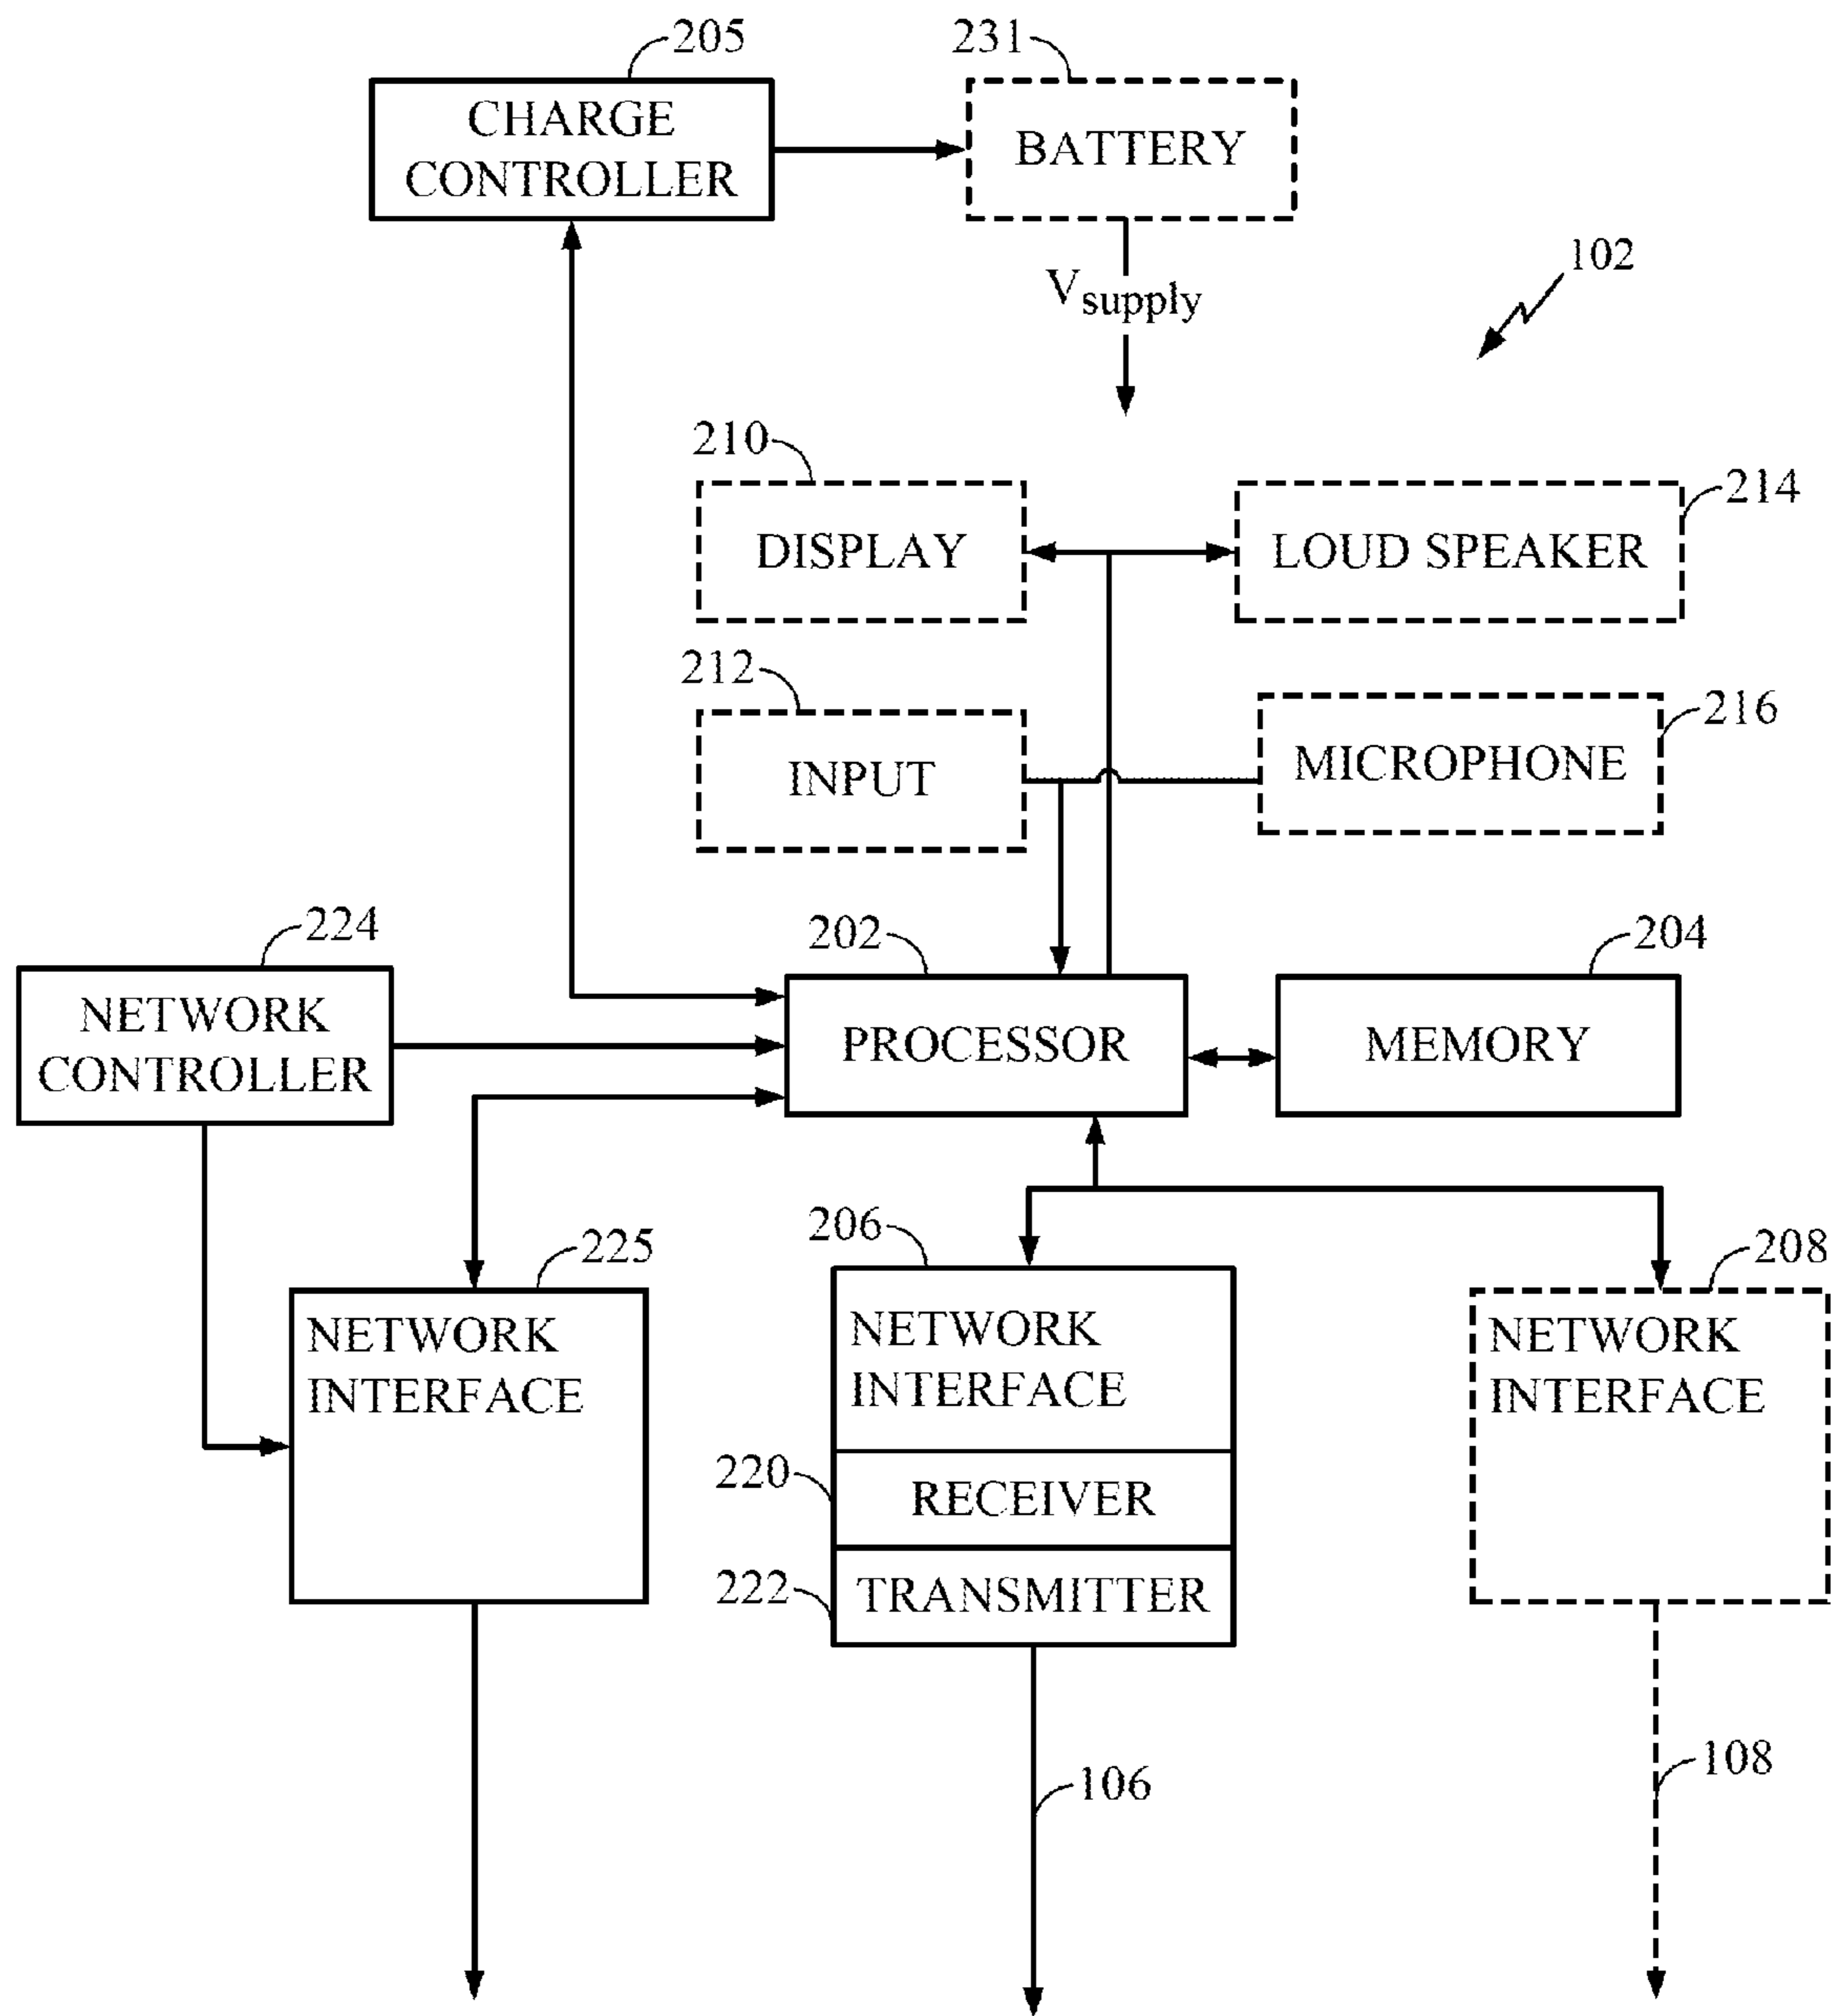 205
231
CHARGE
CONTROLLER
BATTERY
102
Vsupply
210
214
DISPLAY
LOUD SPEAKER
212
216
INPUT
MICROPHONE
224
202
204
NETWORK
CONTROLLER
PROCESSOR
MEMORY
225
206
208
NETWORK
INTERFACE
NETWORK
INTERFACE
NETWORK
INTERFACE
220
RECEIVER
222
TRANSMITTER
106
108